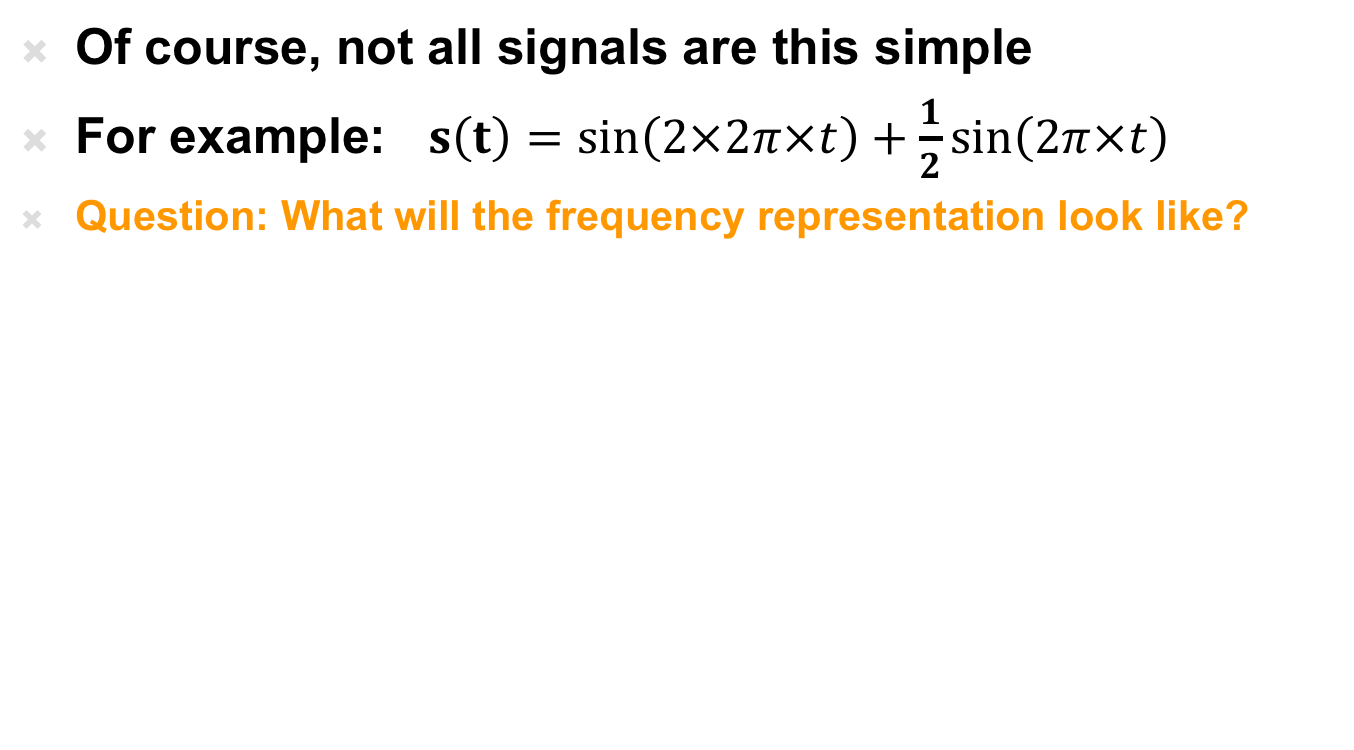 Of course, not all signals are this simple
For example: s(t) = sin(2×2π×t) + 1/2 sin(2π×t)
Question: What will the frequency representation look like?